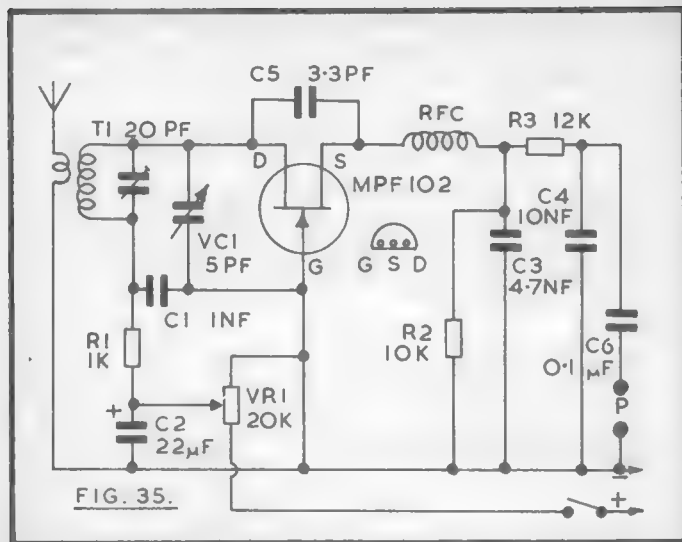 C5 3·3PF
T1 20 PF
RFC
R3 12K
D
S
MPF102
C4
10NF
VC1
5PF
G
G S D
C3
4·7NF
C1 1NF
R1
1K
R2
10K
C6
0·1 µF
VR1
20K
P
+
C2
22µF
−
+
FIG. 35.